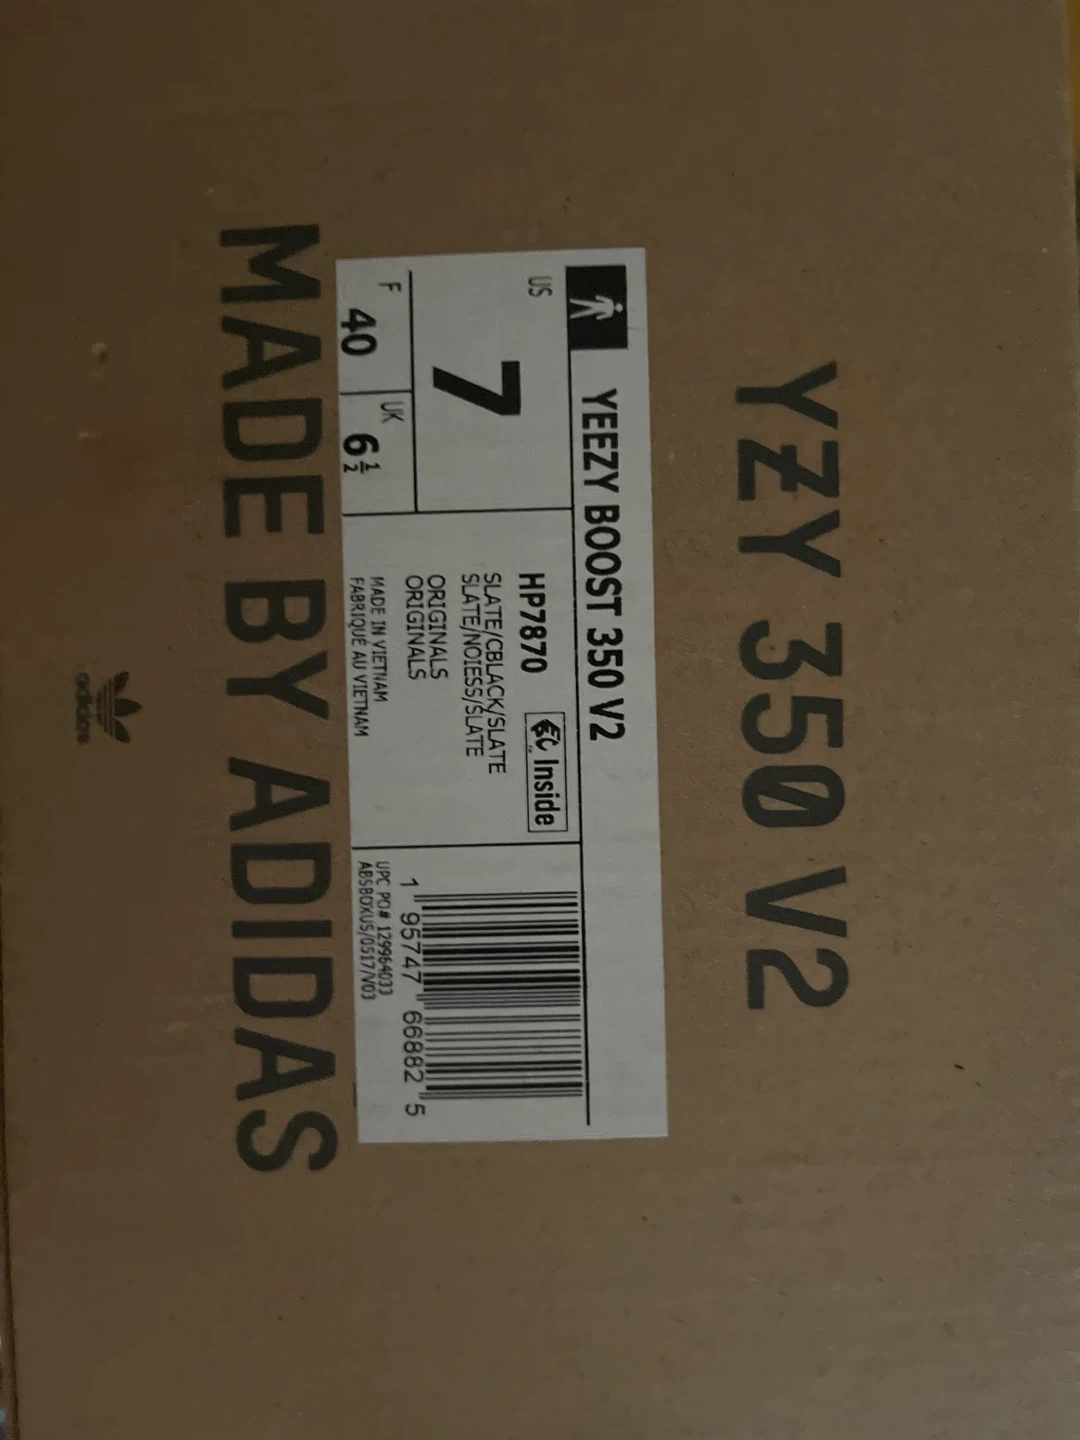 YZY 350 V2
YEEZY BOOST 350 V2
US
7
F
40
UK
6½
HP7870
Inside
SLATE/CBLACK/SLATE
SLATE/NOIESS/SLATE
ORIGINALS
ORIGINALS
MADE IN VIETNAM
FABRIQUÉ AU VIETNAM
1 95747 66882 5
UPC PO# 129964033
ABSBOXUS/0517/V03
MADE BY ADIDAS
adidas